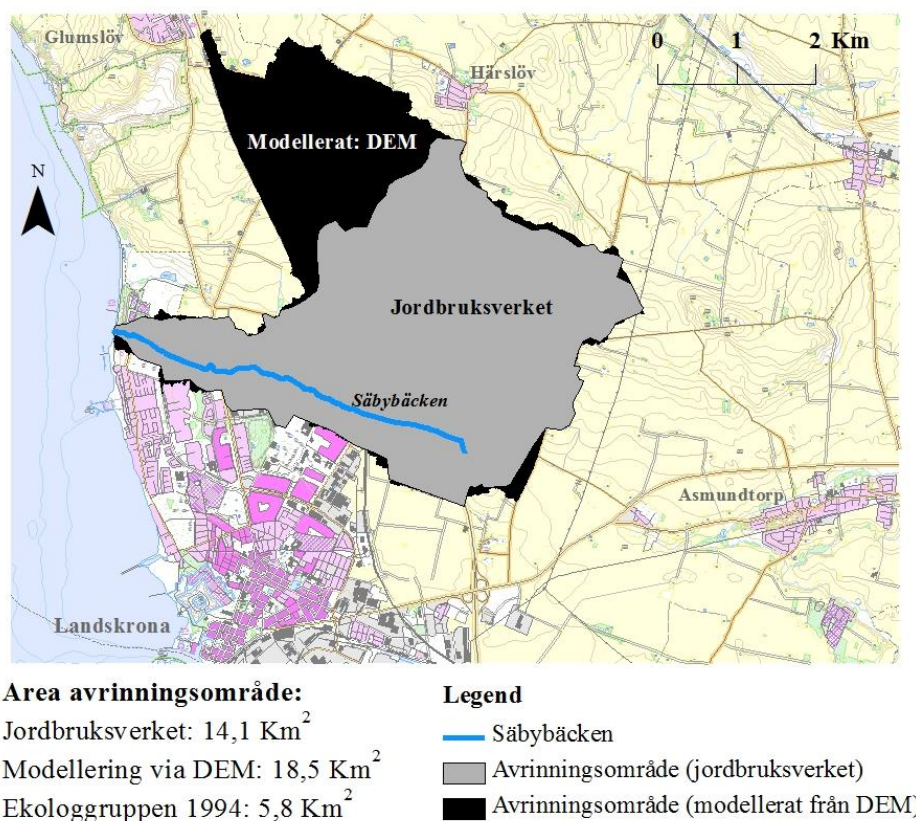 Glumslöv
0 1 2 Km
Härslöv
Modellerat: DEM
N
Jordbruksverket
Säbybäcken
Asmundtorp
Landskrona
Area avrinningsområde:
Jordbruksverket: 14,1 Km²
Modellering via DEM: 18,5 Km²
Ekologgruppen 1994: 5,8 Km²
Legend
Säbybäcken
Avrinningsområde (jordbruksverket)
Avrinningsområde (modellerat från DEM)